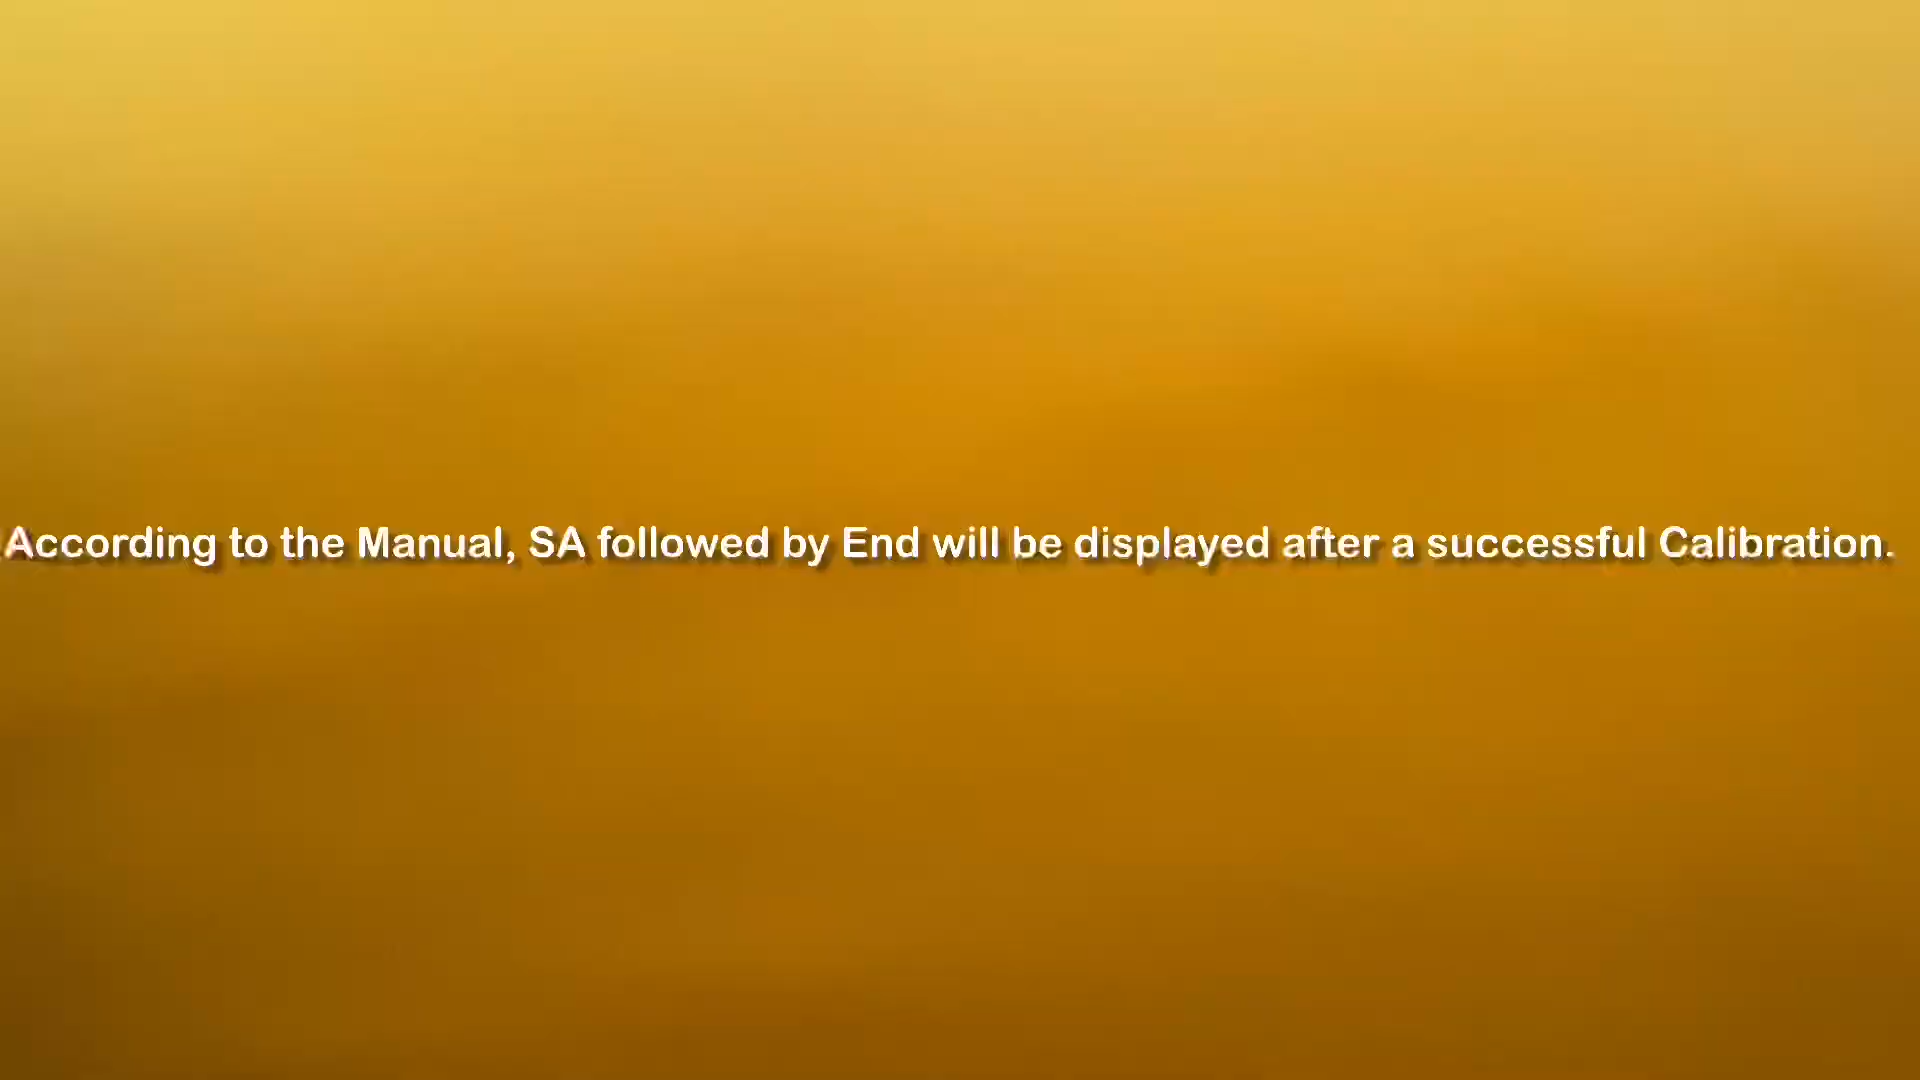 According to the Manual, SA followed by End will be displayed after a successful Calibration.